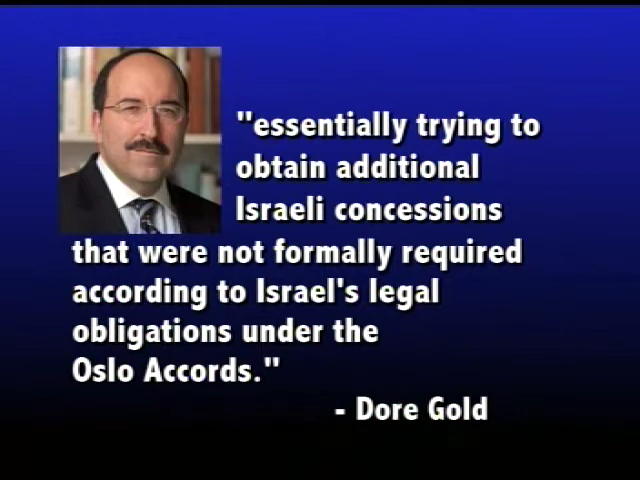 "essentially trying to
obtain additional
Israeli concessions
that were not formally required
according to Israel's legal
obligations under the
Oslo Accords."
- Dore Gold